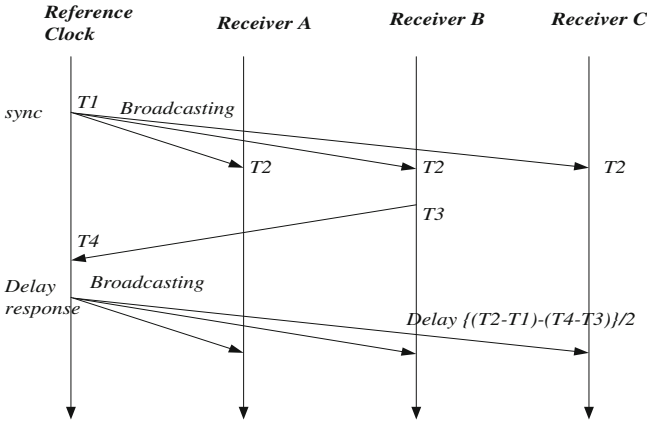 Reference
Clock
Receiver A
Receiver B
Receiver C
sync
T1
Broadcasting
T2
T2
T2
T3
T4
Delay
response
Broadcasting
Delay {(T2-T1)-(T4-T3)}/2